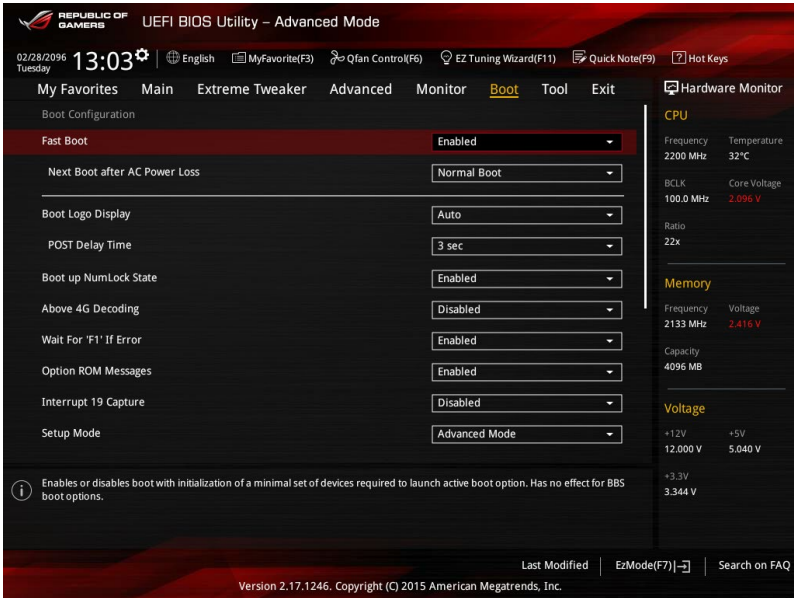 REPUBLIC OF
GAMERS
UEFI BIOS Utility – Advanced Mode
02/28/2096
Tuesday
13:03
English
MyFavorite(F3)
Qfan Control(F6)
EZ Tuning Wizard(F11)
Quick Note(F9)
? Hot Keys
My Favorites Main Extreme Tweaker Advanced Monitor Boot Tool Exit
Hardware Monitor
Boot Configuration
Fast Boot Enabled
Next Boot after AC Power Loss Normal Boot
Boot Logo Display Auto
POST Delay Time 3 sec
Boot up NumLock State Enabled
Above 4G Decoding Disabled
Wait For 'F1' If Error Enabled
Option ROM Messages Enabled
Interrupt 19 Capture Disabled
Setup Mode Advanced Mode
CPU
Frequency Temperature
2200 MHz 32°C
BCLK Core Voltage
100.0 MHz 2.096 V
Ratio
22x
Memory
Frequency Voltage
2133 MHz 2.416 V
Capacity
4096 MB
Voltage
+12V +5V
12.000 V 5.040 V
+3.3V
3.344 V
i
Enables or disables boot with initialization of a minimal set of devices required to launch active boot option. Has no effect for BBS
boot options.
Last Modified
EzMode(F7)
Search on FAQ
Version 2.17.1246. Copyright (C) 2015 American Megatrends, Inc.